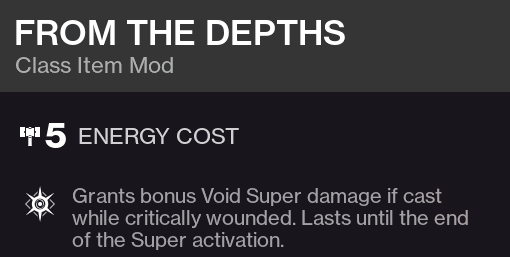 FROM THE DEPTHS
Class Item Mod
5 ENERGY COST
Grants bonus Void Super damage if cast
while critically wounded. Lasts until the end
of the Super activation.